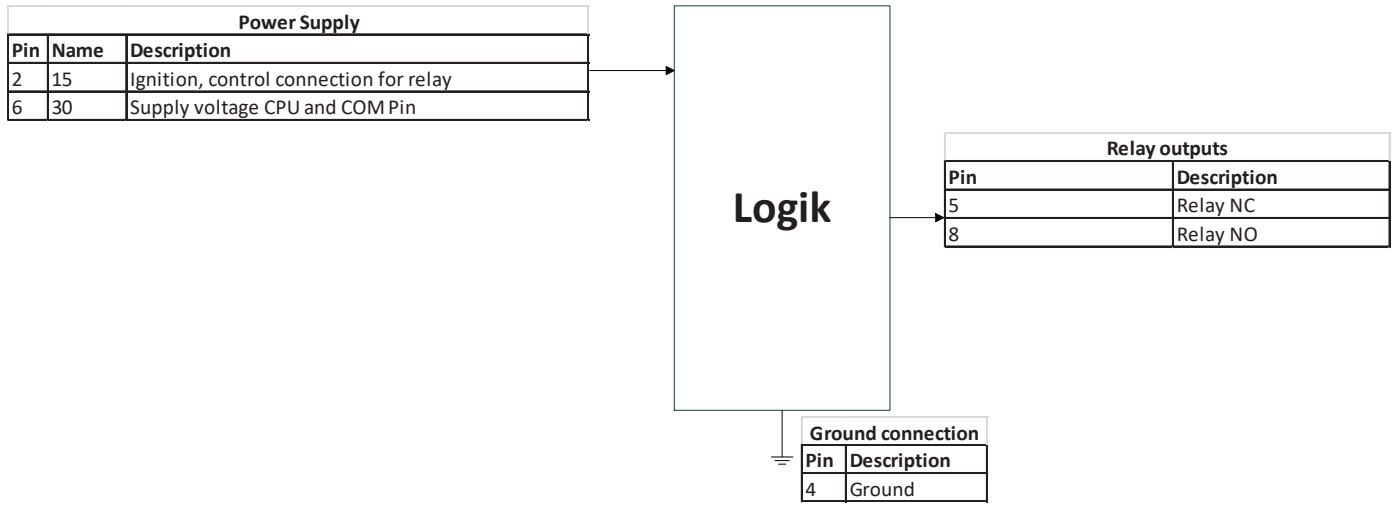 Power Supply
Pin Name Description
2 15 Ignition, control connection for relay
6 30 Supply voltage CPU and COM Pin
Logik
Relay outputs
Pin Description
5 Relay NC
8 Relay NO
Ground connection
Pin Description
4 Ground